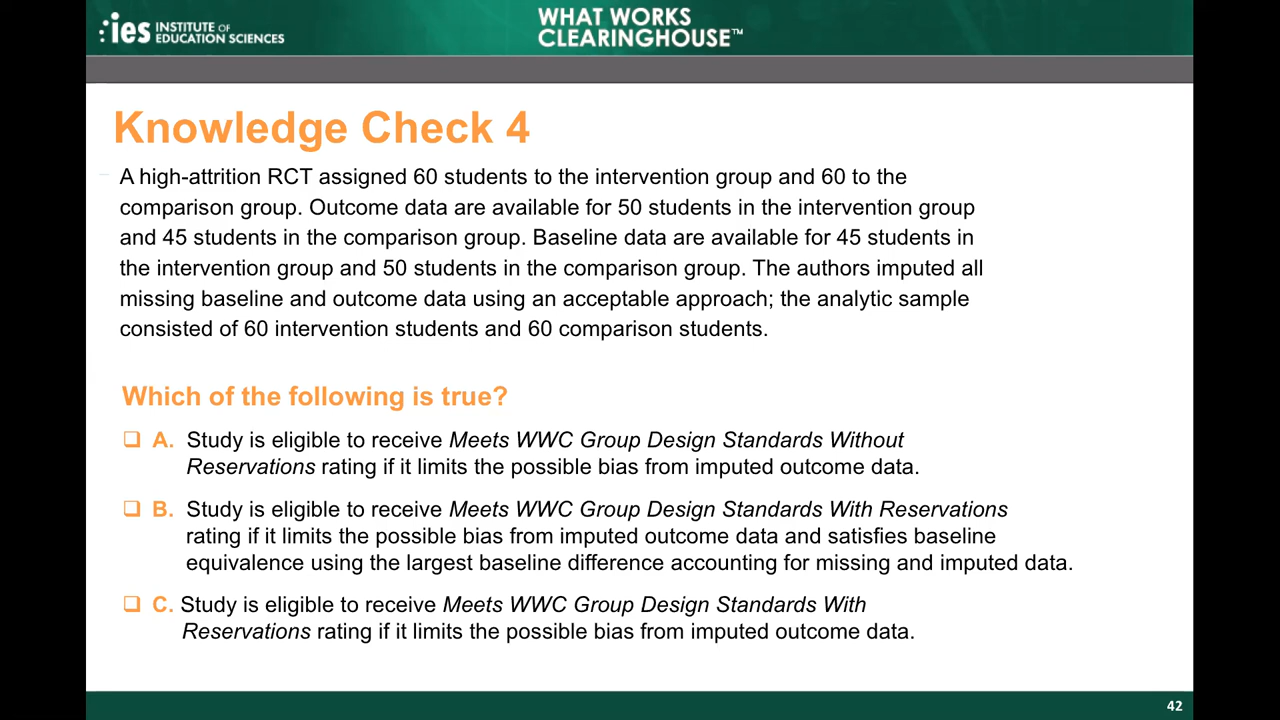 ies INSTITUTE OF
EDUCATION SCIENCES
WHAT WORKS
CLEARINGHOUSE™
Knowledge Check 4
A high-attrition RCT assigned 60 students to the intervention group and 60 to the
comparison group. Outcome data are available for 50 students in the intervention group
and 45 students in the comparison group. Baseline data are available for 45 students in
the intervention group and 50 students in the comparison group. The authors imputed all
missing baseline and outcome data using an acceptable approach; the analytic sample
consisted of 60 intervention students and 60 comparison students.
Which of the following is true?
❑ A. Study is eligible to receive Meets WWC Group Design Standards Without
Reservations rating if it limits the possible bias from imputed outcome data.
❑ B. Study is eligible to receive Meets WWC Group Design Standards With Reservations
rating if it limits the possible bias from imputed outcome data and satisfies baseline
equivalence using the largest baseline difference accounting for missing and imputed data.
❑ C. Study is eligible to receive Meets WWC Group Design Standards With
Reservations rating if it limits the possible bias from imputed outcome data.
42